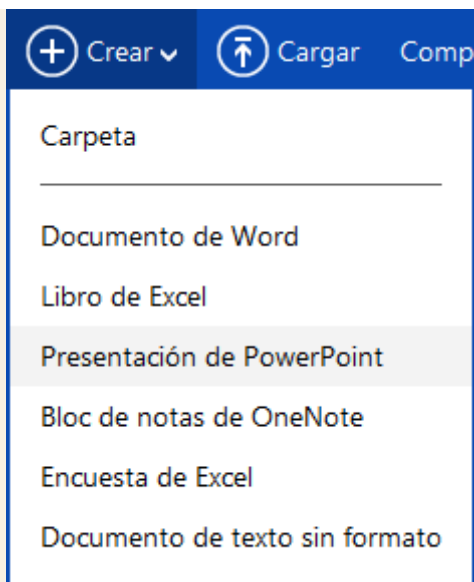 Crear Cargar Comp
Carpeta
Documento de Word
Libro de Excel
Presentación de PowerPoint
Bloc de notas de OneNote
Encuesta de Excel
Documento de texto sin formato